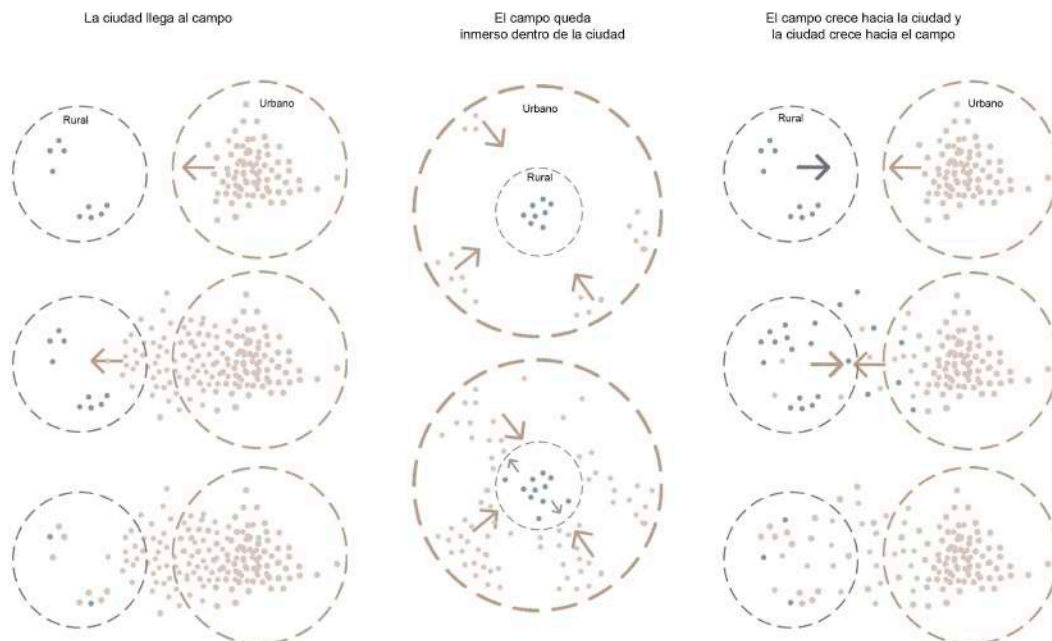 La ciudad llega al campo
El campo queda
inmerso dentro de la ciudad
El campo crece hacia la ciudad y
la ciudad crece hacia el campo
Rural
Urbano
Urbano
Rural
Rural
Urbano